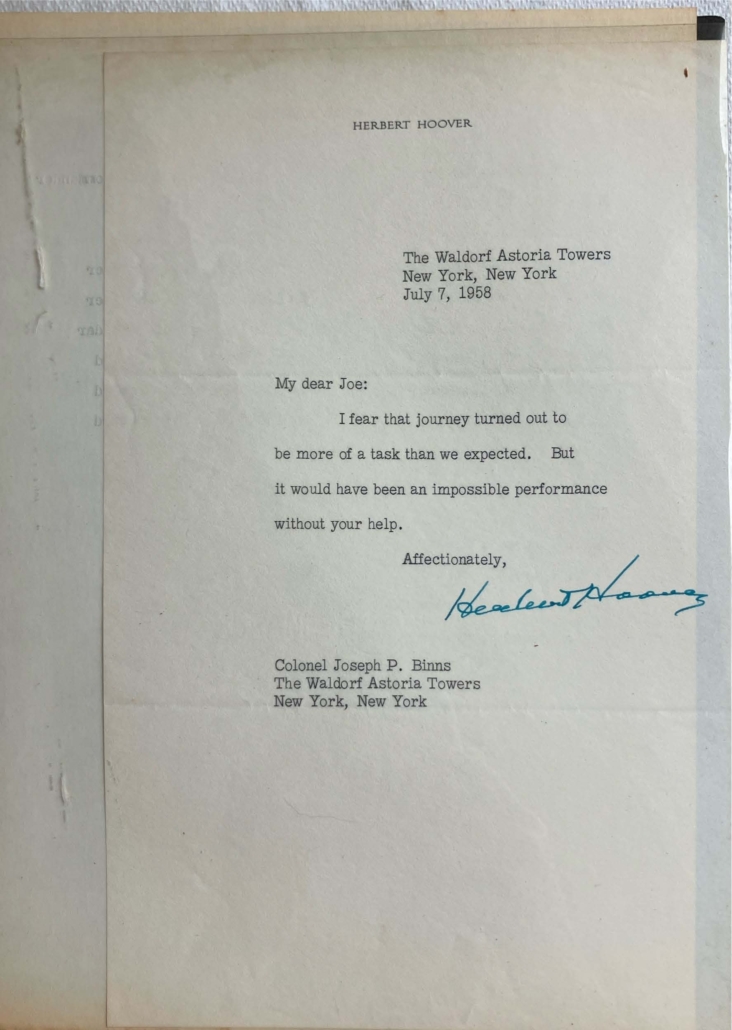 HERBERT HOOVER
The Waldorf Astoria Towers
New York, New York
July 7, 1958
My dear Joe:
I fear that journey turned out to
be more of a task than we expected. But
it would have been an impossible performance
without your help.
Affectionately,
Herbert Hoover
Colonel Joseph P. Binns
The Waldorf Astoria Towers
New York, New York